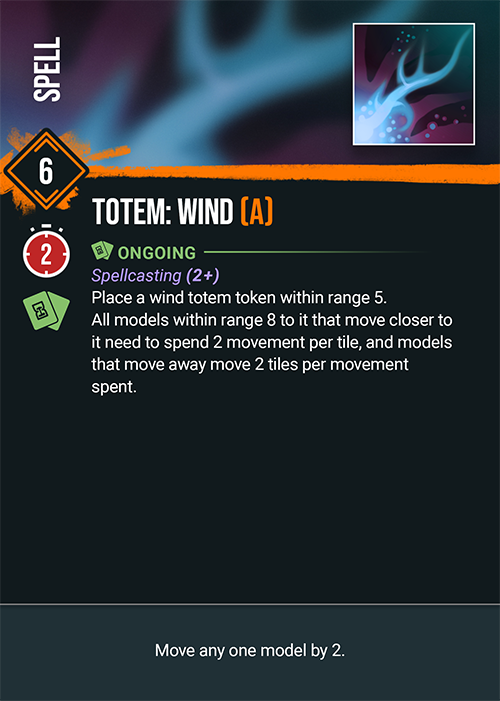 SPELL
6
TOTEM: WIND (A)
2
ONGOING
Spellcasting (2+)
Place a wind totem token within range 5.
All models within range 8 to it that move closer to
it need to spend 2 movement per tile, and models
that move away move 2 tiles per movement
spent.
Move any one model by 2.